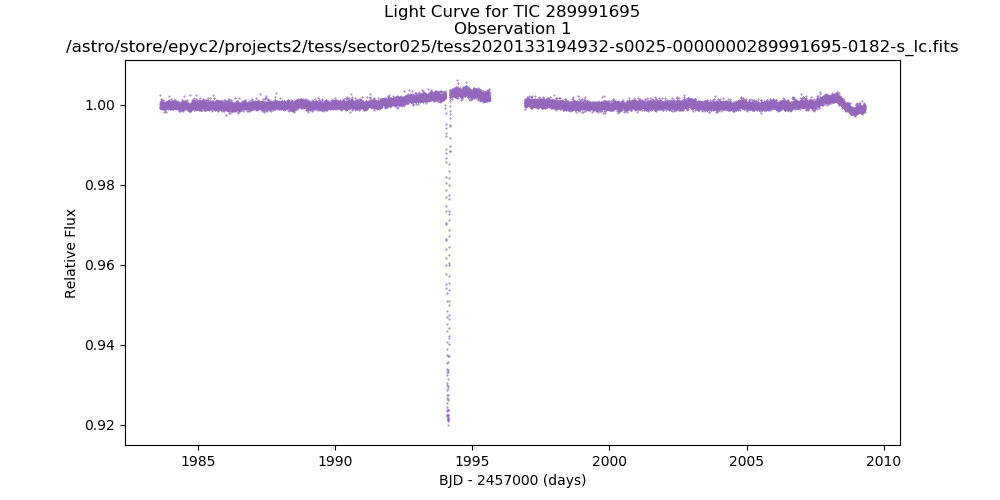 Light Curve for TIC 289991695
Observation 1
/astro/store/epyc2/projects2/tess/sector025/tess2020133194932-s0025-0000000289991695-0182-s_lc.fits
1.00
0.98
0.96
0.94
0.92
Relative Flux
1985
1990
1995
2000
2005
2010
BJD - 2457000 (days)